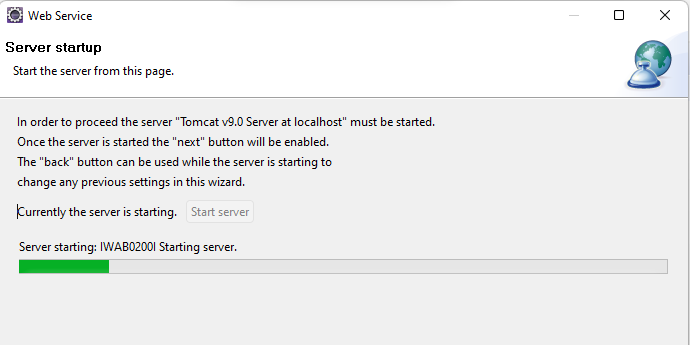 Web Service
Server startup
Start the server from this page.
In order to proceed the server "Tomcat v9.0 Server at localhost" must be started.
Once the server is started the "next" button will be enabled.
The "back" button can be used while the server is starting to
change any previous settings in this wizard.
Currently the server is starting. Start server
Server starting: IWAB0200I Starting server.